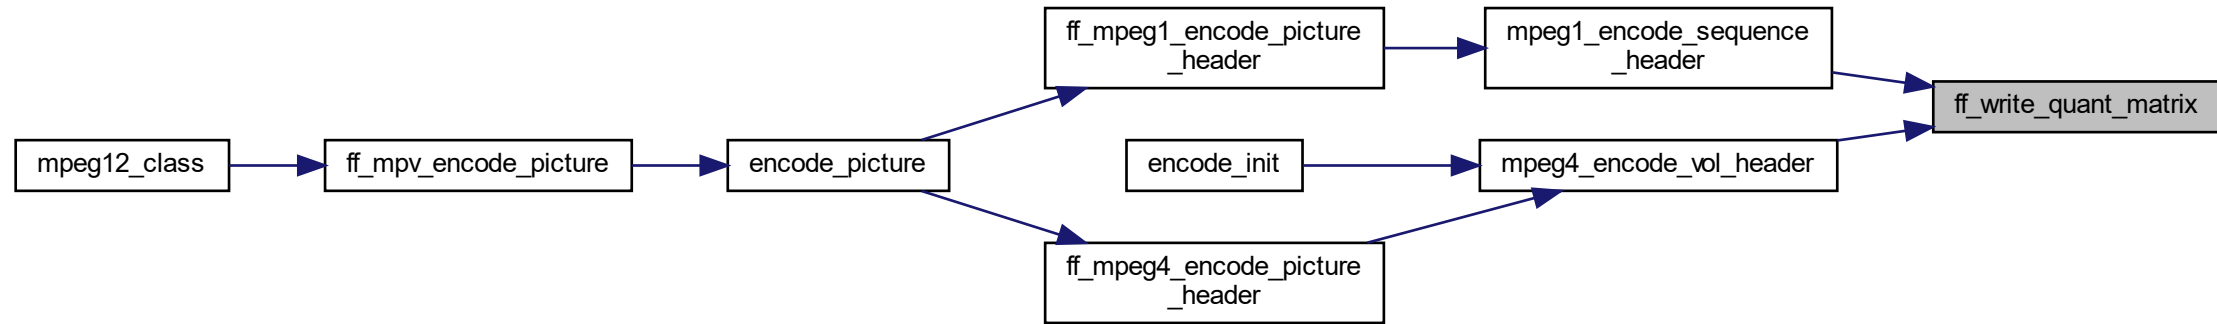 ff_mpeg1_encode_picture
_header
mpeg1_encode_sequence
_header
ff_write_quant_matrix
mpeg12_class
ff_mpv_encode_picture
encode_picture
encode_init
mpeg4_encode_vol_header
ff_mpeg4_encode_picture
_header